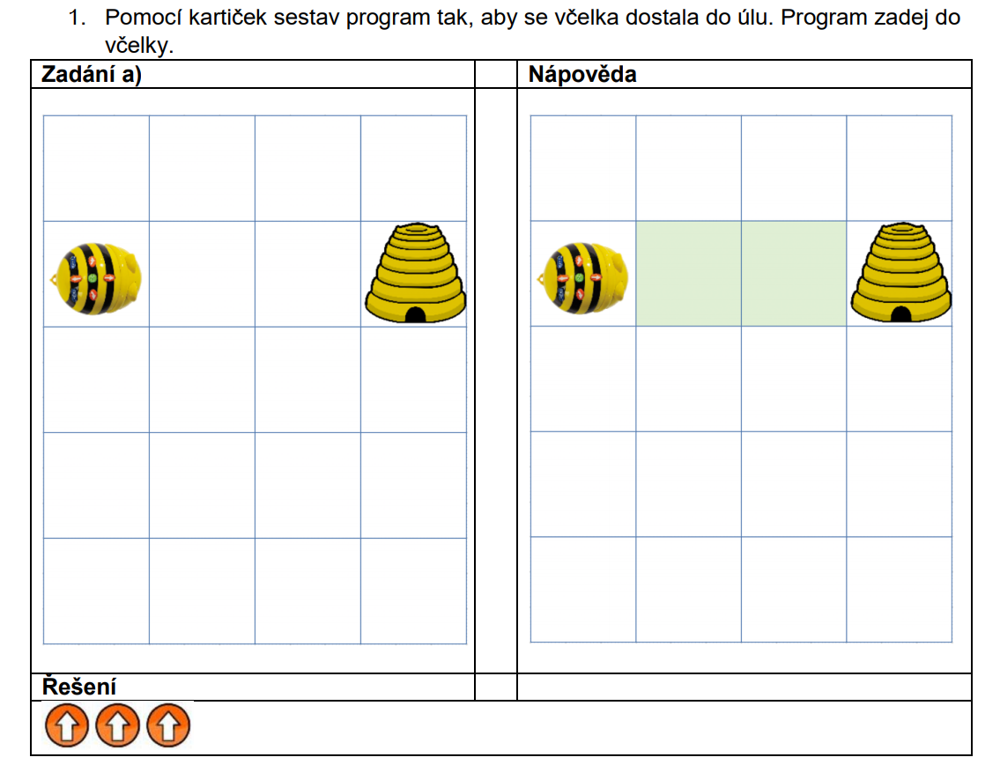 1. Pomocí kartiček sestav program tak, aby se včelka dostala do úlu. Program zadej do
včelky.
Zadání a)
Nápověda
Řešení